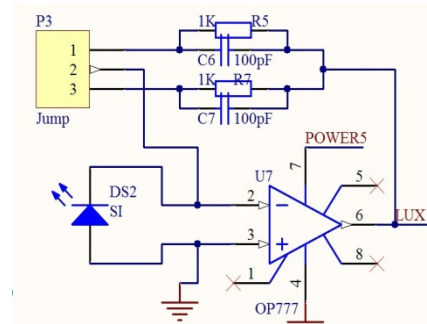 P3
1K R5
1
C6 100pF
2
1K R7
3
C7 100pF
Jump
POWER5
DS2
SI
U7
7
5
2
6 LUX
3
8
1
4
OP777